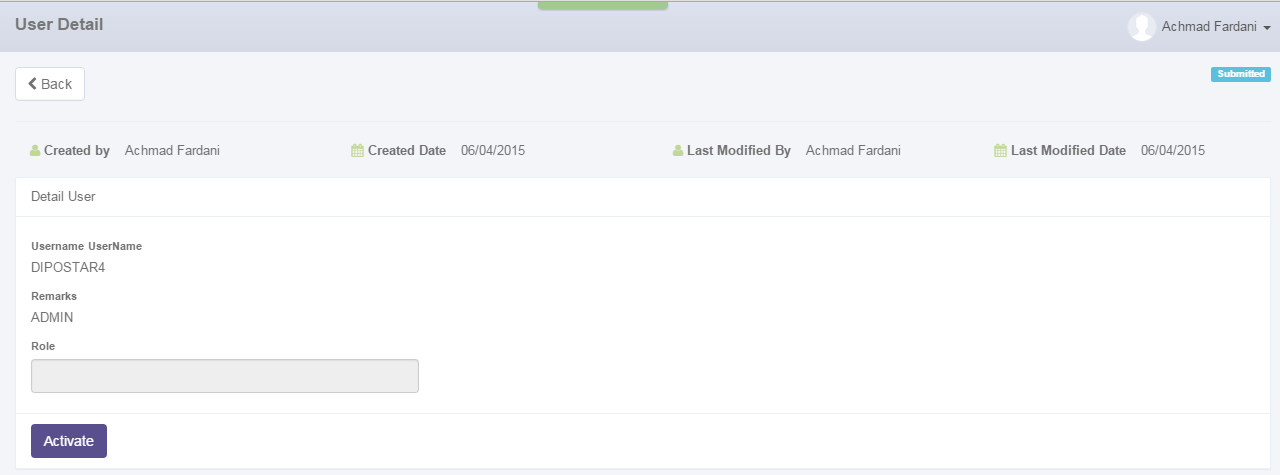 User Detail
Achmad Fardani
Back
Submitted
Created by Achmad Fardani Created Date 06/04/2015 Last Modified By Achmad Fardani Last Modified Date 06/04/2015
Detail User
Username UserName
DIPOSTAR4
Remarks
ADMIN
Role
Activate